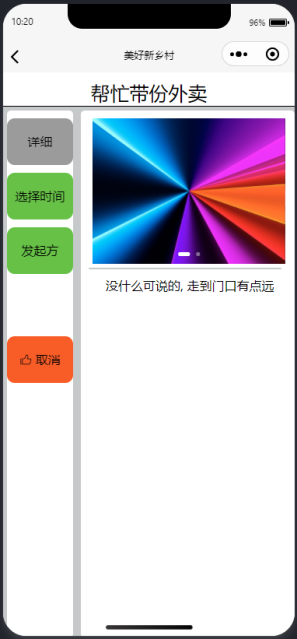 10:20
96%
美好新乡村
帮忙带份外卖
详细
选择时间
发起方
取消
没什么可说的, 走到门口有点远